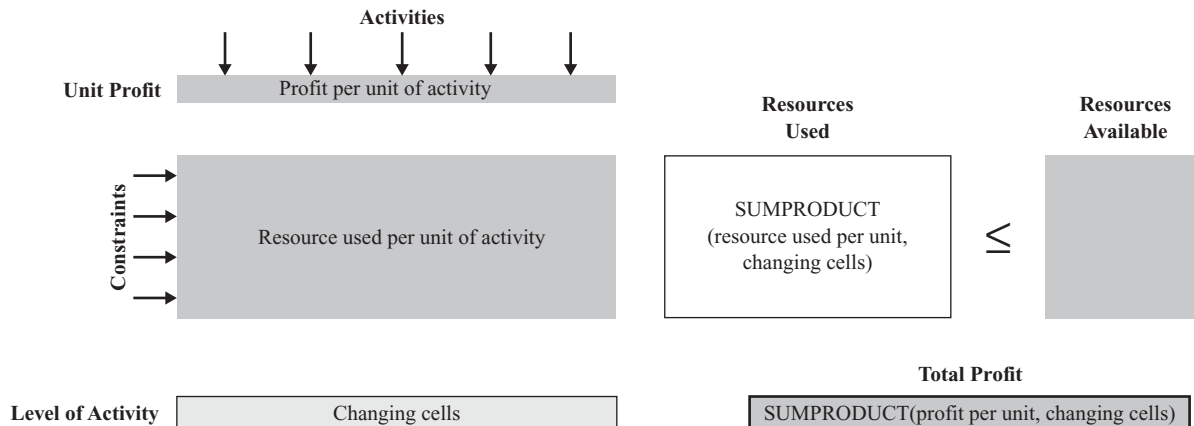 Activities
Unit Profit
Profit per unit of activity
Resources
Used
Resources
Available
Constraints
Resource used per unit of activity
SUMPRODUCT
(resource used per unit,
changing cells)
≤
Total Profit
Level of Activity
Changing cells
SUMPRODUCT(profit per unit, changing cells)